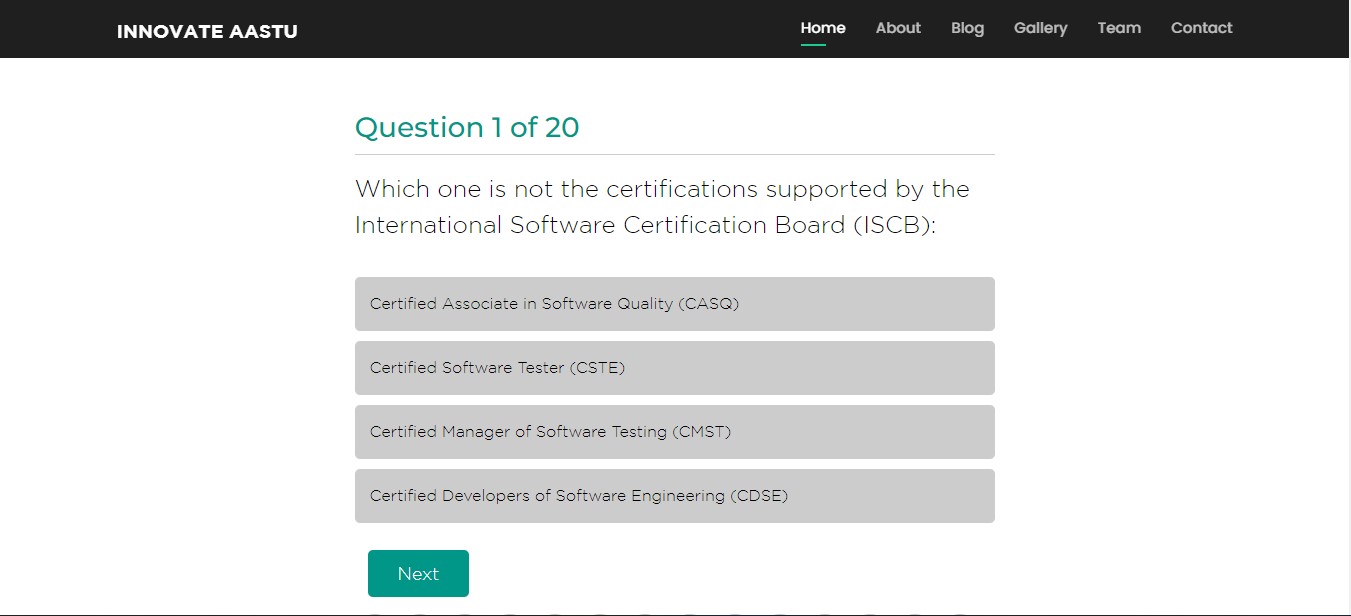 INNOVATE AASTU
Home About Blog Gallery Team Contact
Question 1 of 20
Which one is not the certifications supported by the
International Software Certification Board (ISCB):
Certified Associate in Software Quality (CASQ)
Certified Software Tester (CSTE)
Certified Manager of Software Testing (CMST)
Certified Developers of Software Engineering (CDSE)
Next